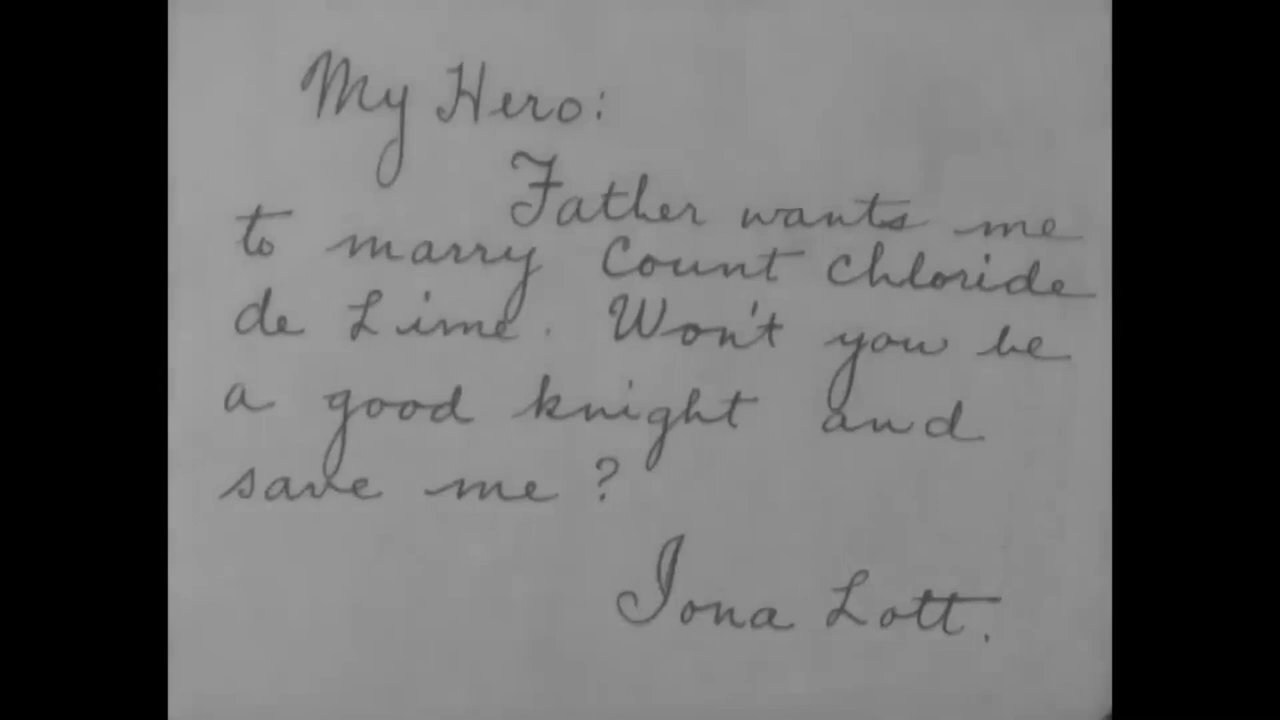 My Hero:
Father wants me
to marry Count Chloride
de Lime. Won't you be
a good knight and
save me?
Iona Lott.